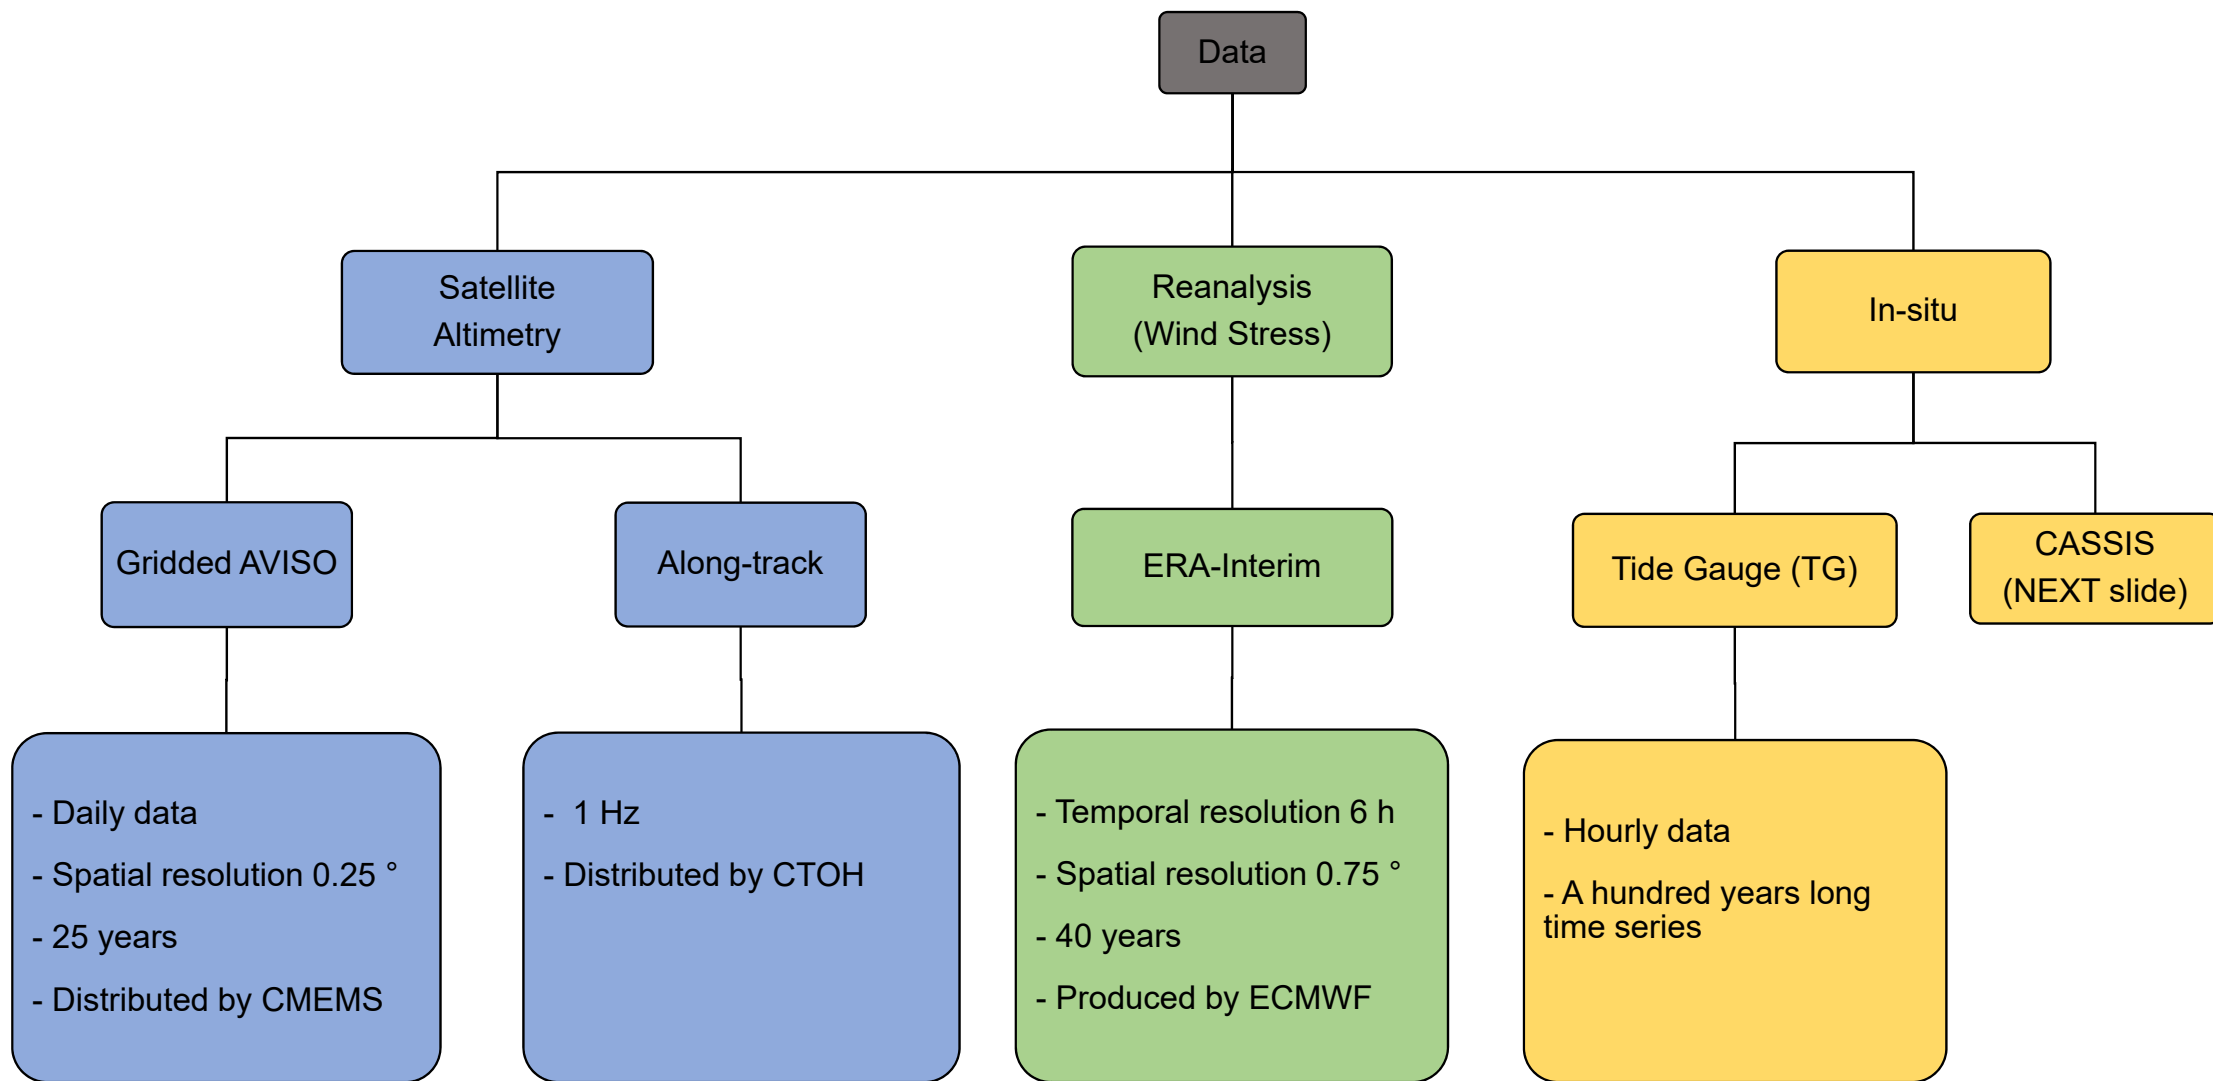 Data
Satellite
Altimetry
Reanalysis
(Wind Stress)
In-situ
Gridded AVISO
Along-track
ERA-Interim
Tide Gauge (TG)
CASSIS
(NEXT slide)
- Daily data
- Spatial resolution 0.25 °
- 25 years
- Distributed by CMEMS
- 1 Hz
- Distributed by CTOH
- Temporal resolution 6 h
- Spatial resolution 0.75 °
- 40 years
- Produced by ECMWF
- Hourly data
- A hundred years long
time series